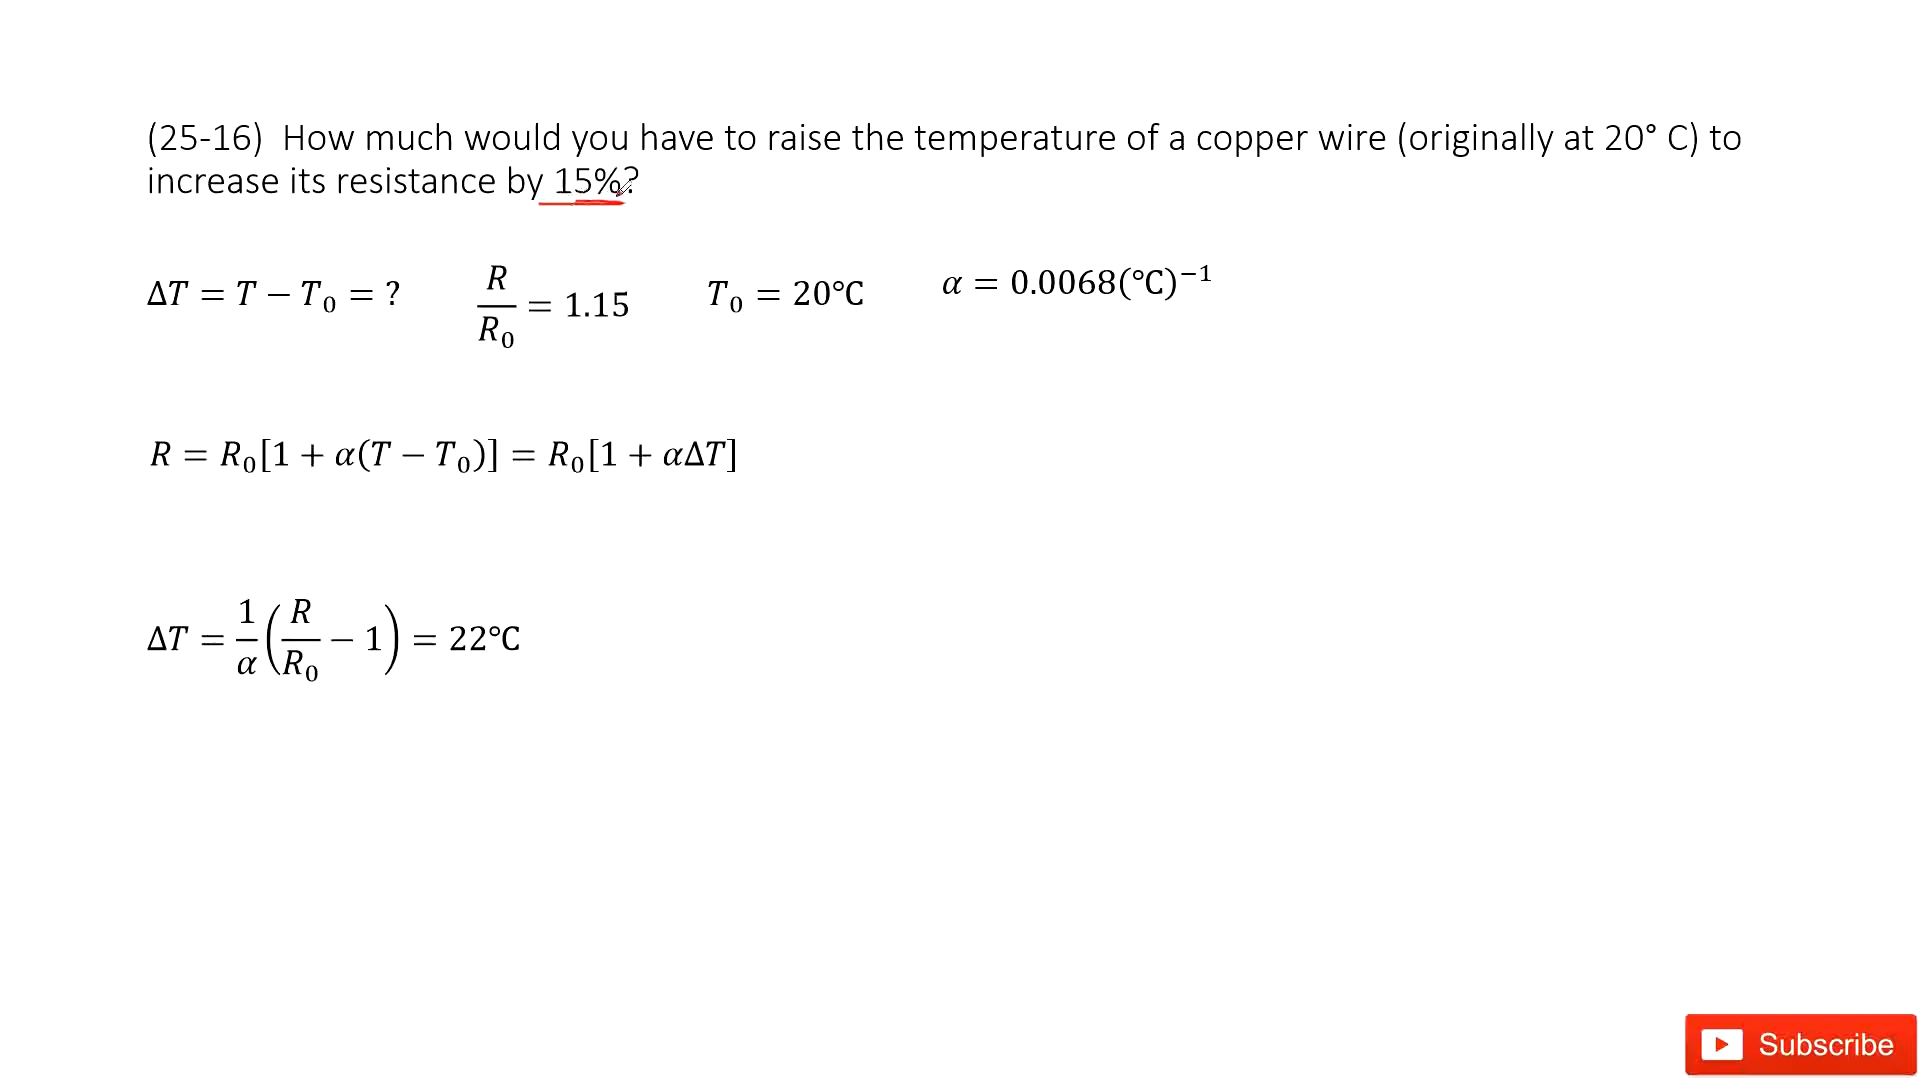 (25-16)  How much would you have to raise the temperature of a copper wire (originally at 20° C) to
increase its resistance by 15%?
ΔT = T − T₀ = ?    R/R₀ = 1.15    T₀ = 20℃    α = 0.0068(℃)⁻¹
R = R₀[1 + α(T − T₀)] = R₀[1 + αΔT]
ΔT = 1/α (R/R₀ − 1) = 22℃
Subscribe